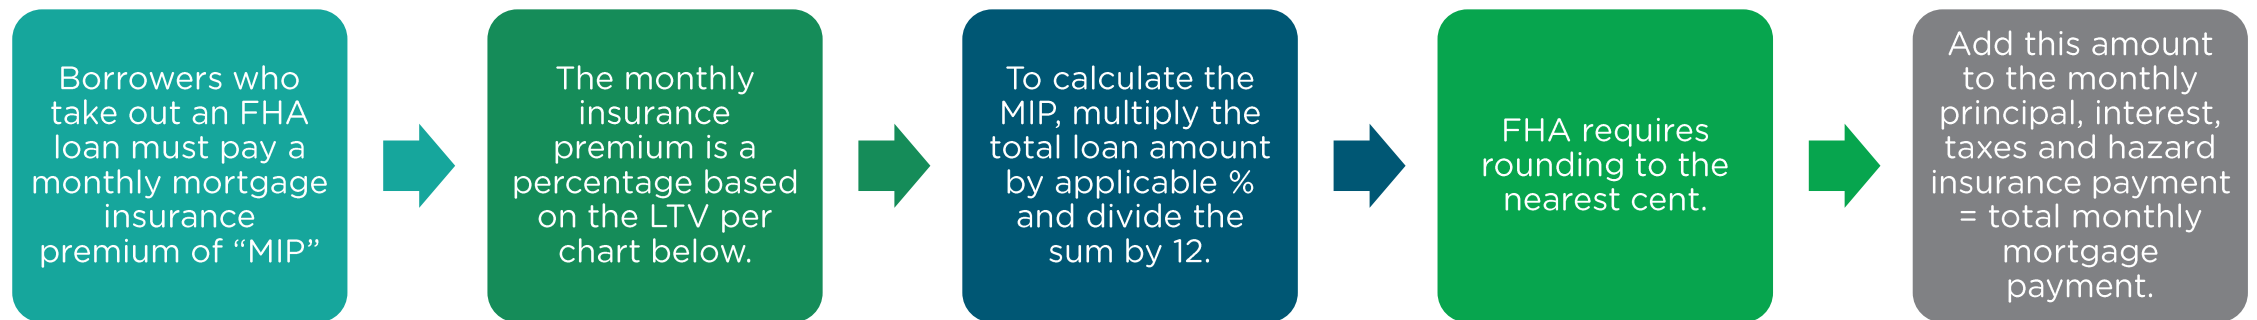 Borrowers who
take out an FHA
loan must pay a
monthly mortgage
insurance
premium of “MIP”
The monthly
insurance
premium is a
percentage based
on the LTV per
chart below.
To calculate the
MIP, multiply the
total loan amount
by applicable %
and divide the
sum by 12.
FHA requires
rounding to the
nearest cent.
Add this amount
to the monthly
principal, interest,
taxes and hazard
insurance payment
= total monthly
mortgage
payment.